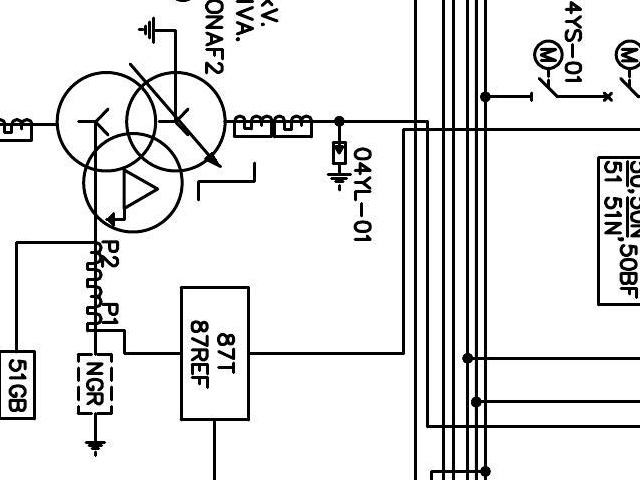 kV.
IVA.
ONAF2
04YL-01
4YS-01
M
M
50,50N
51 51N,50BF
P2
P1
87T
87REF
51GB
NGR